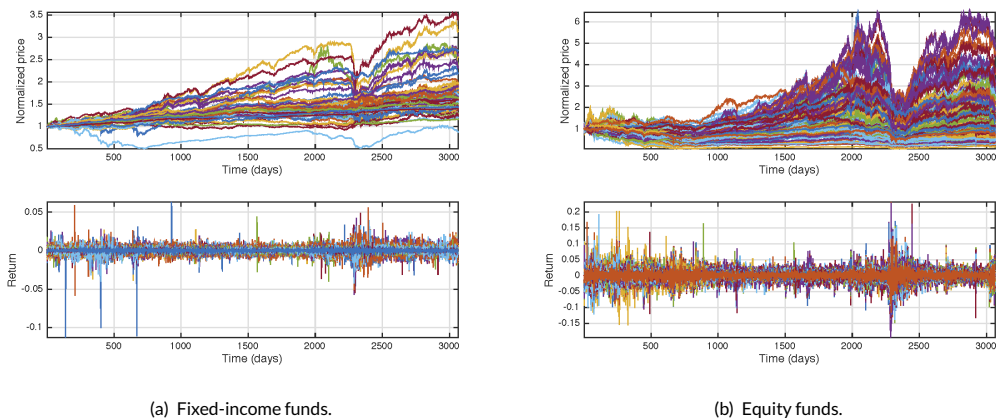 Normalized price
3.5
3
2.5
2
1.5
1
0.5
500 1000 1500 2000 2500 3000
Time (days)
Return
0.05
0
-0.05
-0.1
500 1000 1500 2000 2500 3000
Time (days)
(a) Fixed-income funds.
Normalized price
6
5
4
3
2
1
500 1000 1500 2000 2500 3000
Time (days)
Return
0.2
0.15
0.1
0.05
0
-0.05
-0.1
-0.15
500 1000 1500 2000 2500 3000
Time (days)
(b) Equity funds.